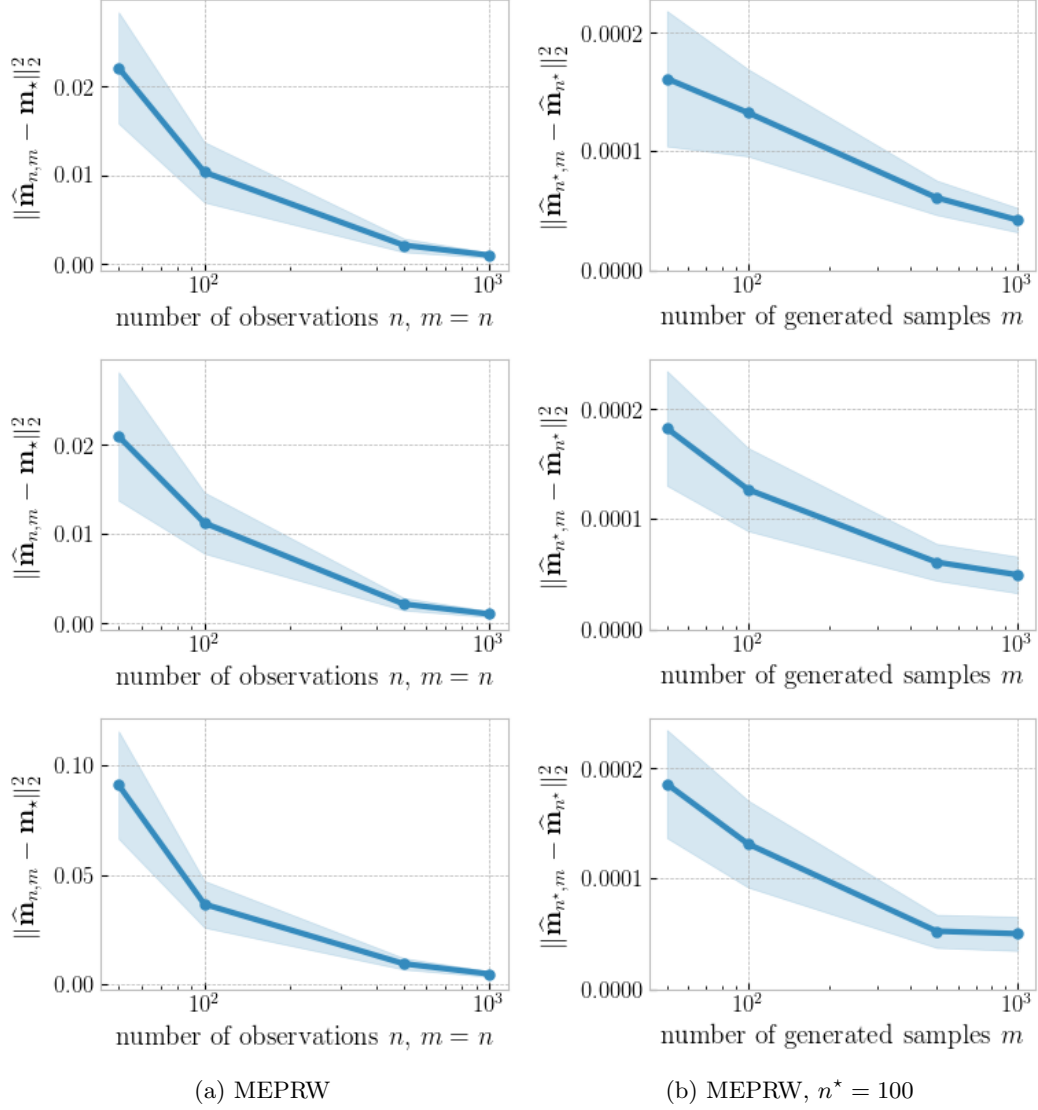 ||m̂_{n,m} − m_⋆||²₂
0.02
0.01
0.00
10² 10³
number of observations n, m = n
||m̂_{n⋆,m} − m̂_{n⋆}||²₂
0.0002
0.0001
0.0000
10² 10³
number of generated samples m
||m̂_{n,m} − m_⋆||²₂
0.02
0.01
0.00
10² 10³
number of observations n, m = n
||m̂_{n⋆,m} − m̂_{n⋆}||²₂
0.0002
0.0001
0.0000
10² 10³
number of generated samples m
||m̂_{n,m} − m_⋆||²₂
0.10
0.05
0.00
10² 10³
number of observations n, m = n
||m̂_{n⋆,m} − m̂_{n⋆}||²₂
0.0002
0.0001
0.0000
10² 10³
number of generated samples m
(a) MEPRW
(b) MEPRW, n⋆ = 100